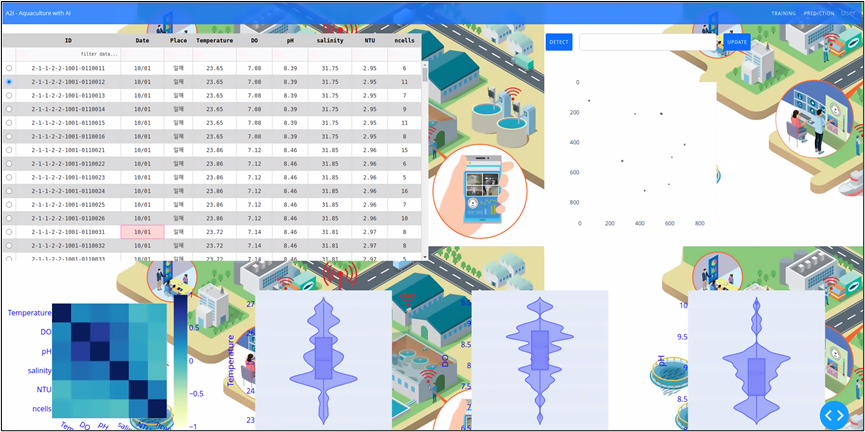 A2I - Aquaculture with AI TRAINING PREDICTION User
ID Date Place Temperature DO pH salinity NTU ncells
filter data...
2-1-1-2-2-1001-0110011 10/01 일해 23.65 7.08 8.39 31.75 2.95 6
2-1-1-2-2-1001-0110012 10/01 일해 23.65 7.08 8.39 31.75 2.95 11
2-1-1-2-2-1001-0110013 10/01 일해 23.65 7.08 8.39 31.75 2.95 7
2-1-1-2-2-1001-0110014 10/01 일해 23.65 7.08 8.39 31.75 2.95 9
2-1-1-2-2-1001-0110015 10/01 일해 23.65 7.08 8.39 31.75 2.95 11
2-1-1-2-2-1001-0110016 10/01 일해 23.65 7.08 8.39 31.75 2.95 8
2-1-1-2-2-1001-0110021 10/01 일해 23.86 7.12 8.46 31.85 2.96 15
2-1-1-2-2-1001-0110022 10/01 일해 23.86 7.12 8.46 31.85 2.96 6
2-1-1-2-2-1001-0110023 10/01 일해 23.86 7.12 8.46 31.85 2.96 5
2-1-1-2-2-1001-0110024 10/01 일해 23.86 7.12 8.46 31.85 2.96 16
2-1-1-2-2-1001-0110025 10/01 일해 23.86 7.12 8.46 31.85 2.96 7
2-1-1-2-2-1001-0110026 10/01 일해 23.86 7.12 8.46 31.85 2.96 10
2-1-1-2-2-1001-0110031 10/01 일해 23.72 7.14 8.46 31.81 2.97 8
2-1-1-2-2-1001-0110032 10/01 일해 23.72 7.14 8.46 31.81 2.97 8
2-1-1-2-2-1001-0110033 10/01 일해 23.72 7.14 8.46 31.81 2.97 5
DETECT UPDATE
0
200
400
600
800
0 200 400 600 800
Temperature
DO
pH
salinity
NTU
ncells
DO pH
0.5
0
−0.5
−1
Temperature
27
24
23
DO
8.5
8
7.5
pH
9.5
8.5